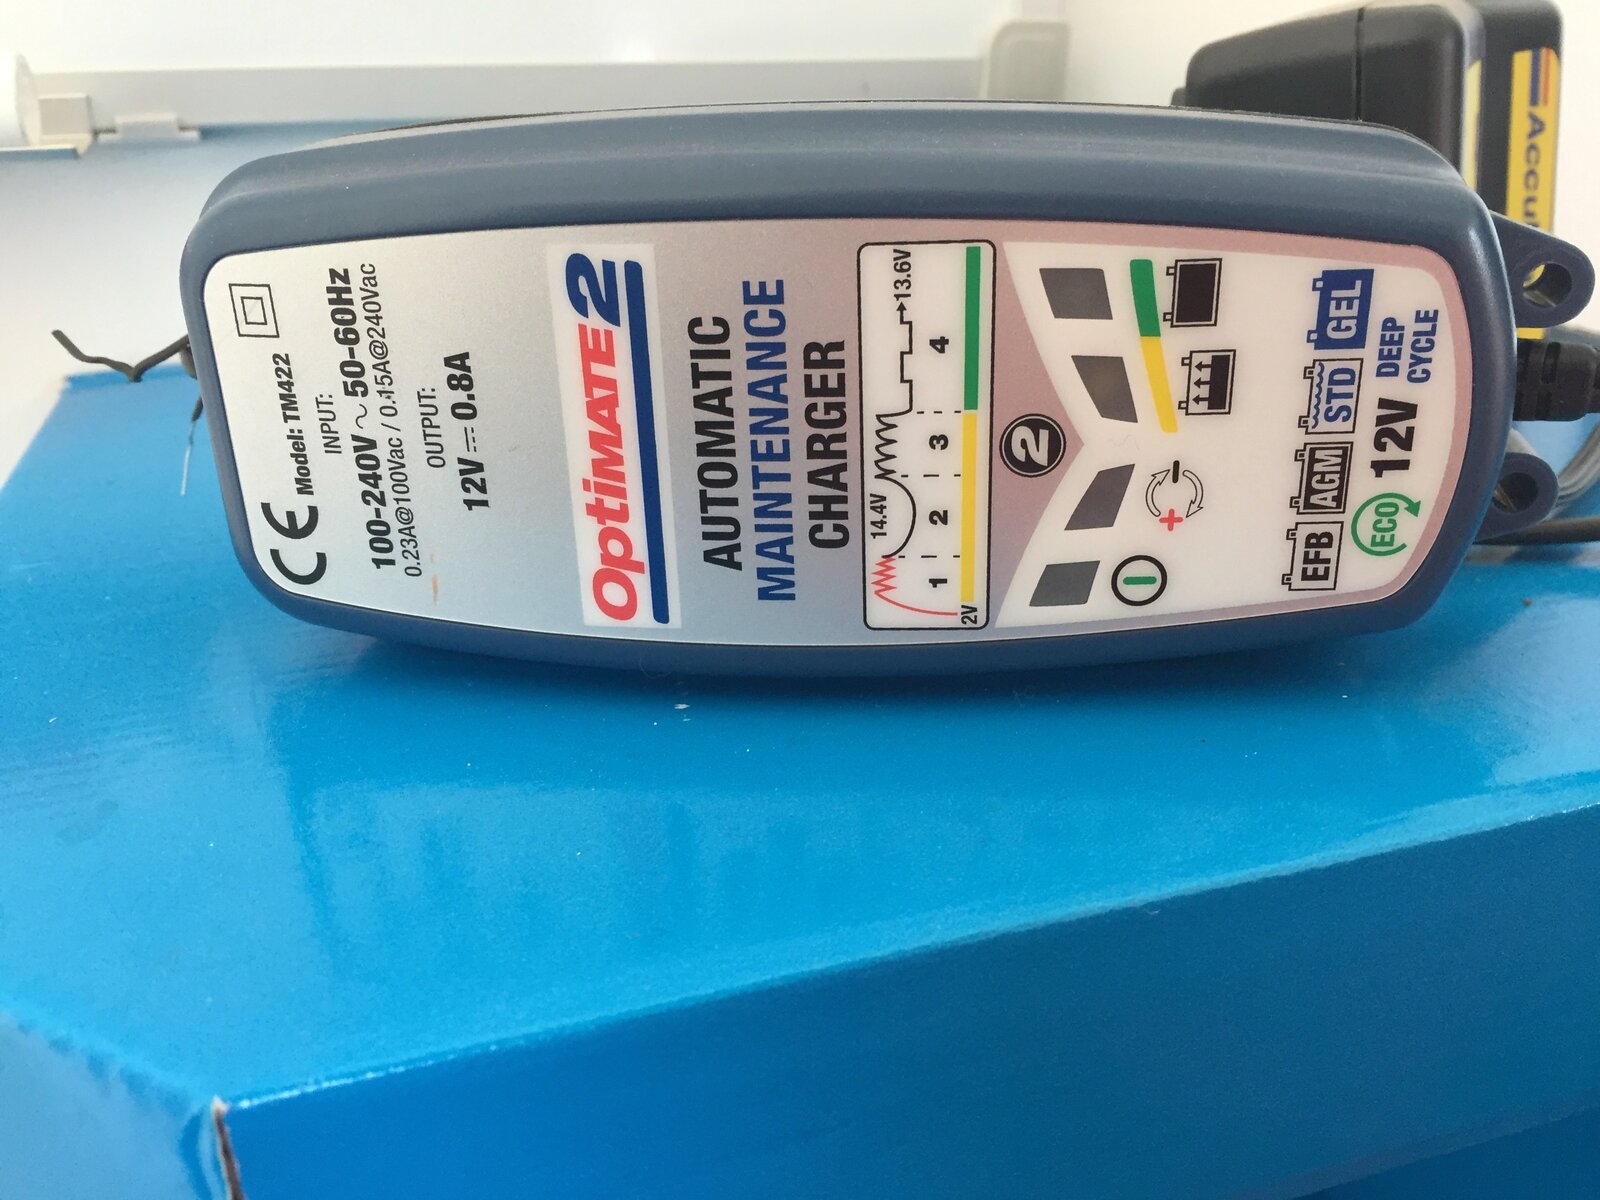 CE
Model: TM422
INPUT:
100-240V ~ 50-60Hz
0.23A@100Vac / 0.15A@240Vac
OUTPUT:
12V ⎓ 0.8A
OptiMATE 2
AUTOMATIC
MAINTENANCE
CHARGER
14.4V
13.6V
1 2 3 4
2V
2
EFB AGM STD GEL
ECO 12V DEEP
CYCLE